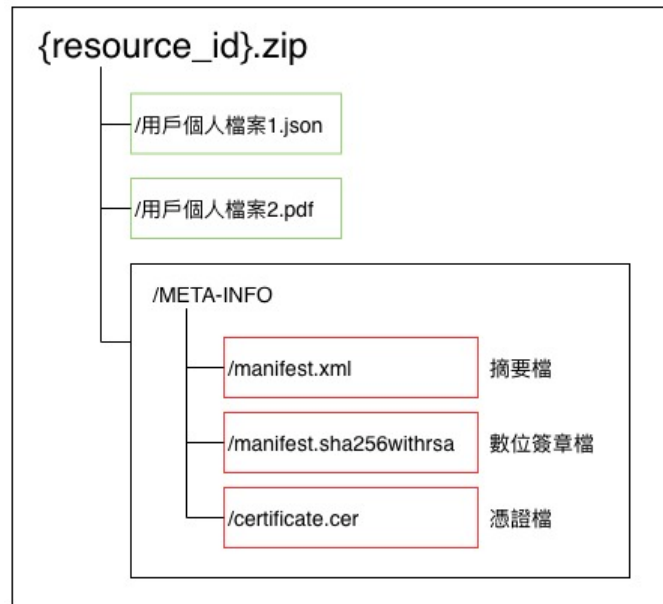 {resource_id}.zip
/用戶個人檔案1.json
/用戶個人檔案2.pdf
/META-INFO
/manifest.xml 摘要檔
/manifest.sha256withrsa 數位簽章檔
/certificate.cer 憑證檔